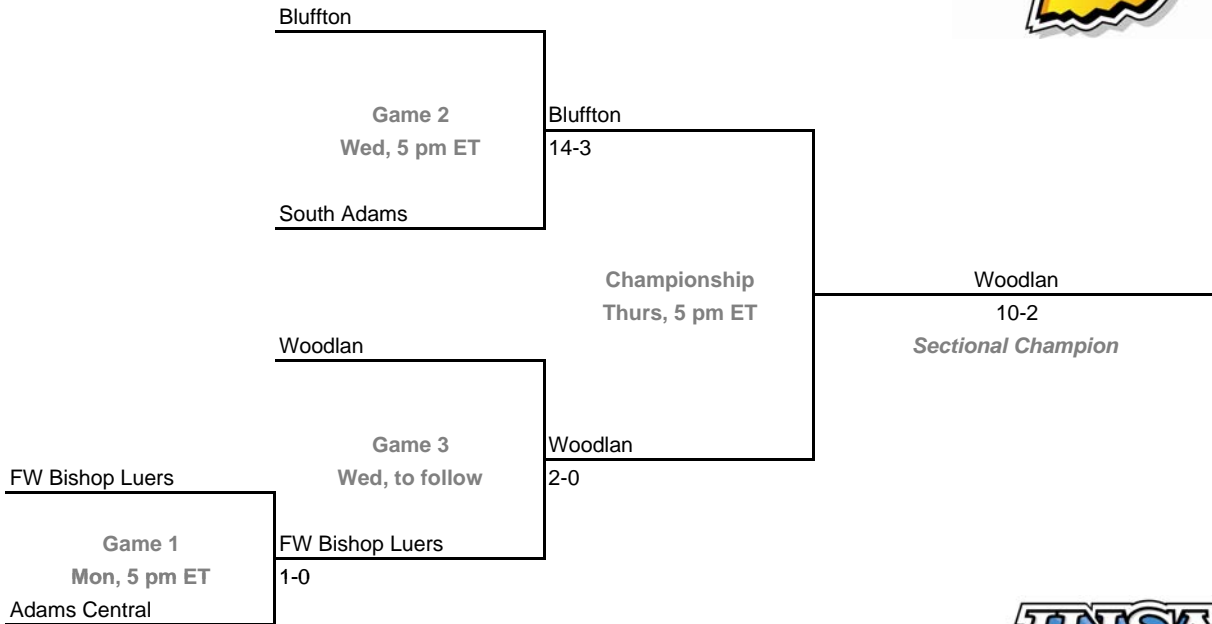 Bluffton
Game 2
Bluffton
Wed, 5 pm ET
14-3
South Adams
Championship
Woodlan
Thurs, 5 pm ET
10-2
Woodlan
Sectional Champion
Game 3
Woodlan
FW Bishop Luers
Wed, to follow
2-0
Game 1
FW Bishop Luers
Mon, 5 pm ET
1-0
Adams Central